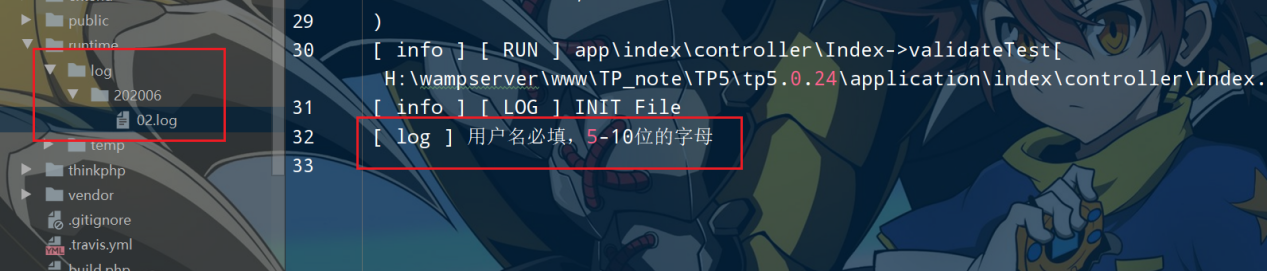 public
runtime
log
202006
02.log
temp
thinkphp
vendor
.gitignore
.travis.yml
build.php
29 )
30 [ info ] [ RUN ] app\index\controller\Index->validateTest[
H:\wampserver\www\TP_note\TP5\tp5.0.24\application\index\controller\Index.
31 [ info ] [ LOG ] INIT File
32 [ log ] 用户名必填，5-10位的字母
33